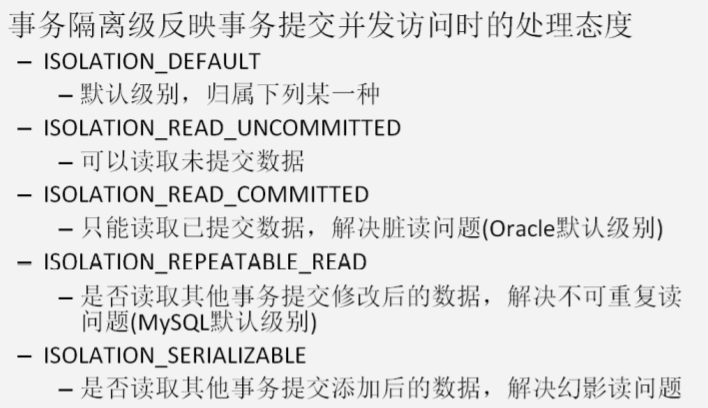 事务隔离级反映事务提交并发访问时的处理态度
– ISOLATION_DEFAULT
– 默认级别，归属下列某一种
– ISOLATION_READ_UNCOMMITTED
– 可以读取未提交数据
– ISOLATION_READ_COMMITTED
– 只能读取已提交数据，解决脏读问题(Oracle默认级别)
– ISOLATION_REPEATABLE_READ
– 是否读取其他事务提交修改后的数据，解决不可重复读
问题(MySQL默认级别)
– ISOLATION_SERIALIZABLE
– 是否读取其他事务提交添加后的数据，解决幻影读问题